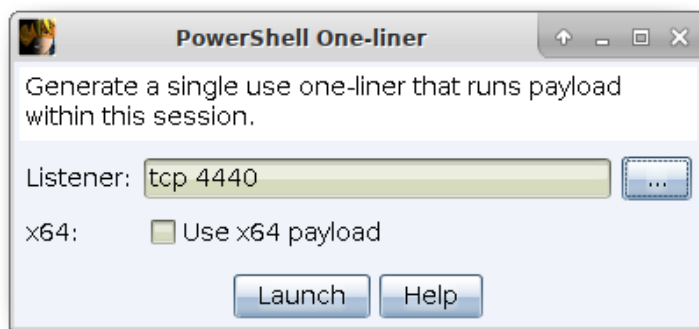 PowerShell One-liner
Generate a single use one-liner that runs payload
within this session.
Listener: tcp 4440 ...
x64: Use x64 payload
Launch Help